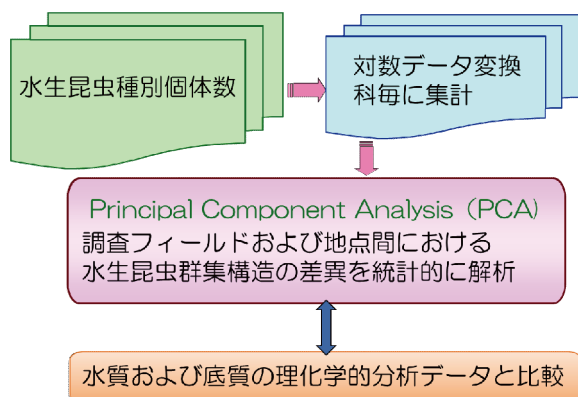 水生昆虫種別個体数
対数データ変換
科毎に集計
Principal Component Analysis (PCA)
調査フィールドおよび地点間における
水生昆虫群集構造の差異を統計的に解析
水質および底質の理化学的分析データと比較